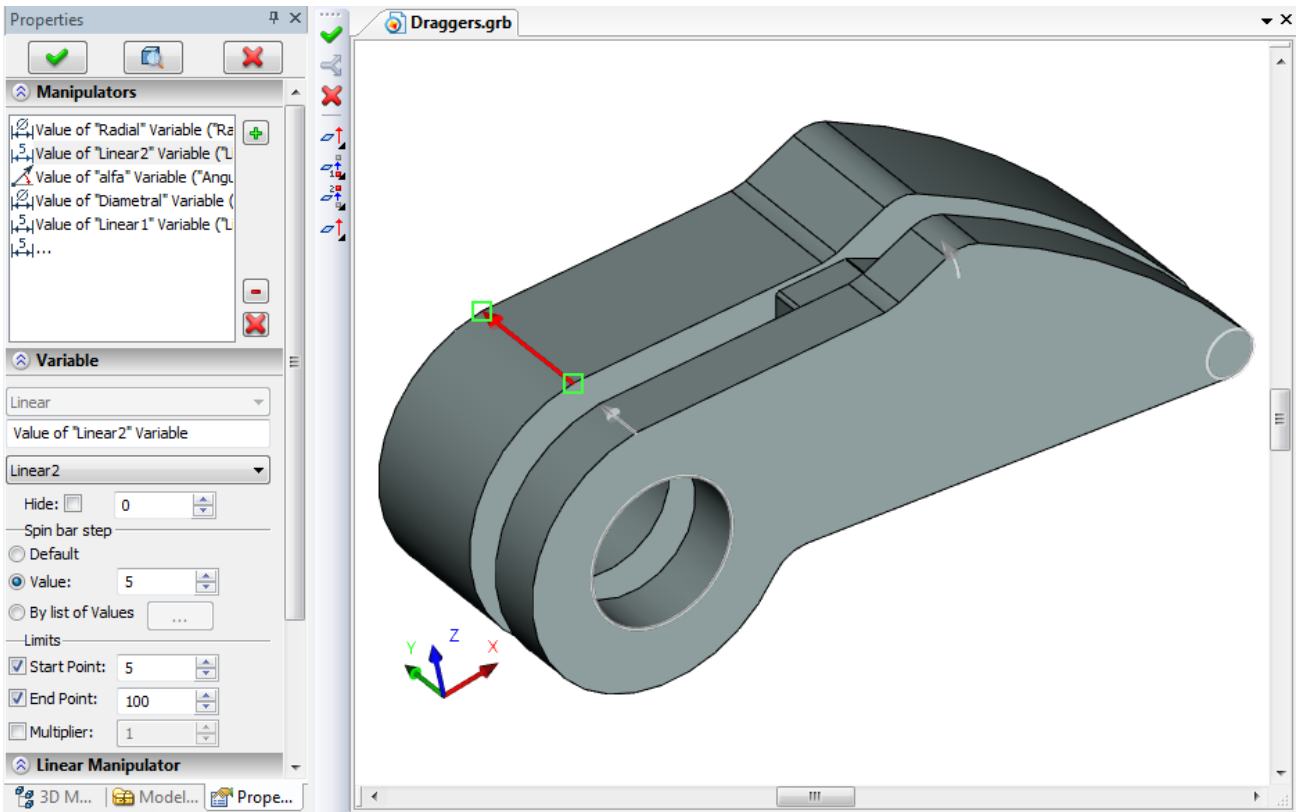 Properties
Draggers.grb
Manipulators
Value of "Radial" Variable ("Ra
Value of "Linear2" Variable ("Li
Value of "alfa" Variable ("Angu
Value of "Diametral" Variable (
Value of "Linear1" Variable ("Li
...
Variable
Linear
Value of "Linear2" Variable
Linear2
Hide: 0
Spin bar step
Default
Value: 5
By list of Values ...
Limits
Start Point: 5
End Point: 100
Multiplier: 1
Linear Manipulator
3D M... Model... Prope...
Y Z X